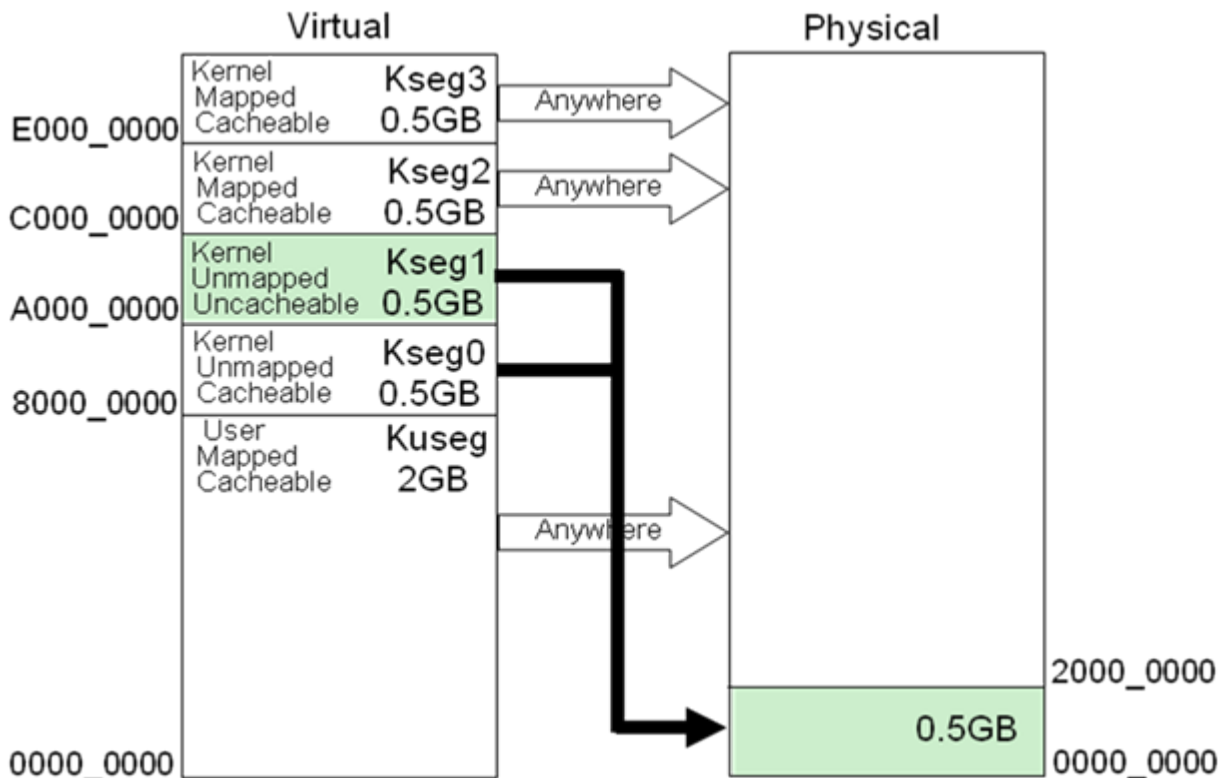 Virtual
Physical
Kernel
Mapped
Cacheable
Kseg3
0.5GB
Anywhere
E000_0000
Kernel
Mapped
Cacheable
Kseg2
0.5GB
Anywhere
C000_0000
Kernel
Unmapped
Uncacheable
Kseg1
0.5GB
A000_0000
Kernel
Unmapped
Cacheable
Kseg0
0.5GB
8000_0000
User
Mapped
Cacheable
Kuseg
2GB
Anywhere
2000_0000
0.5GB
0000_0000
0000_0000